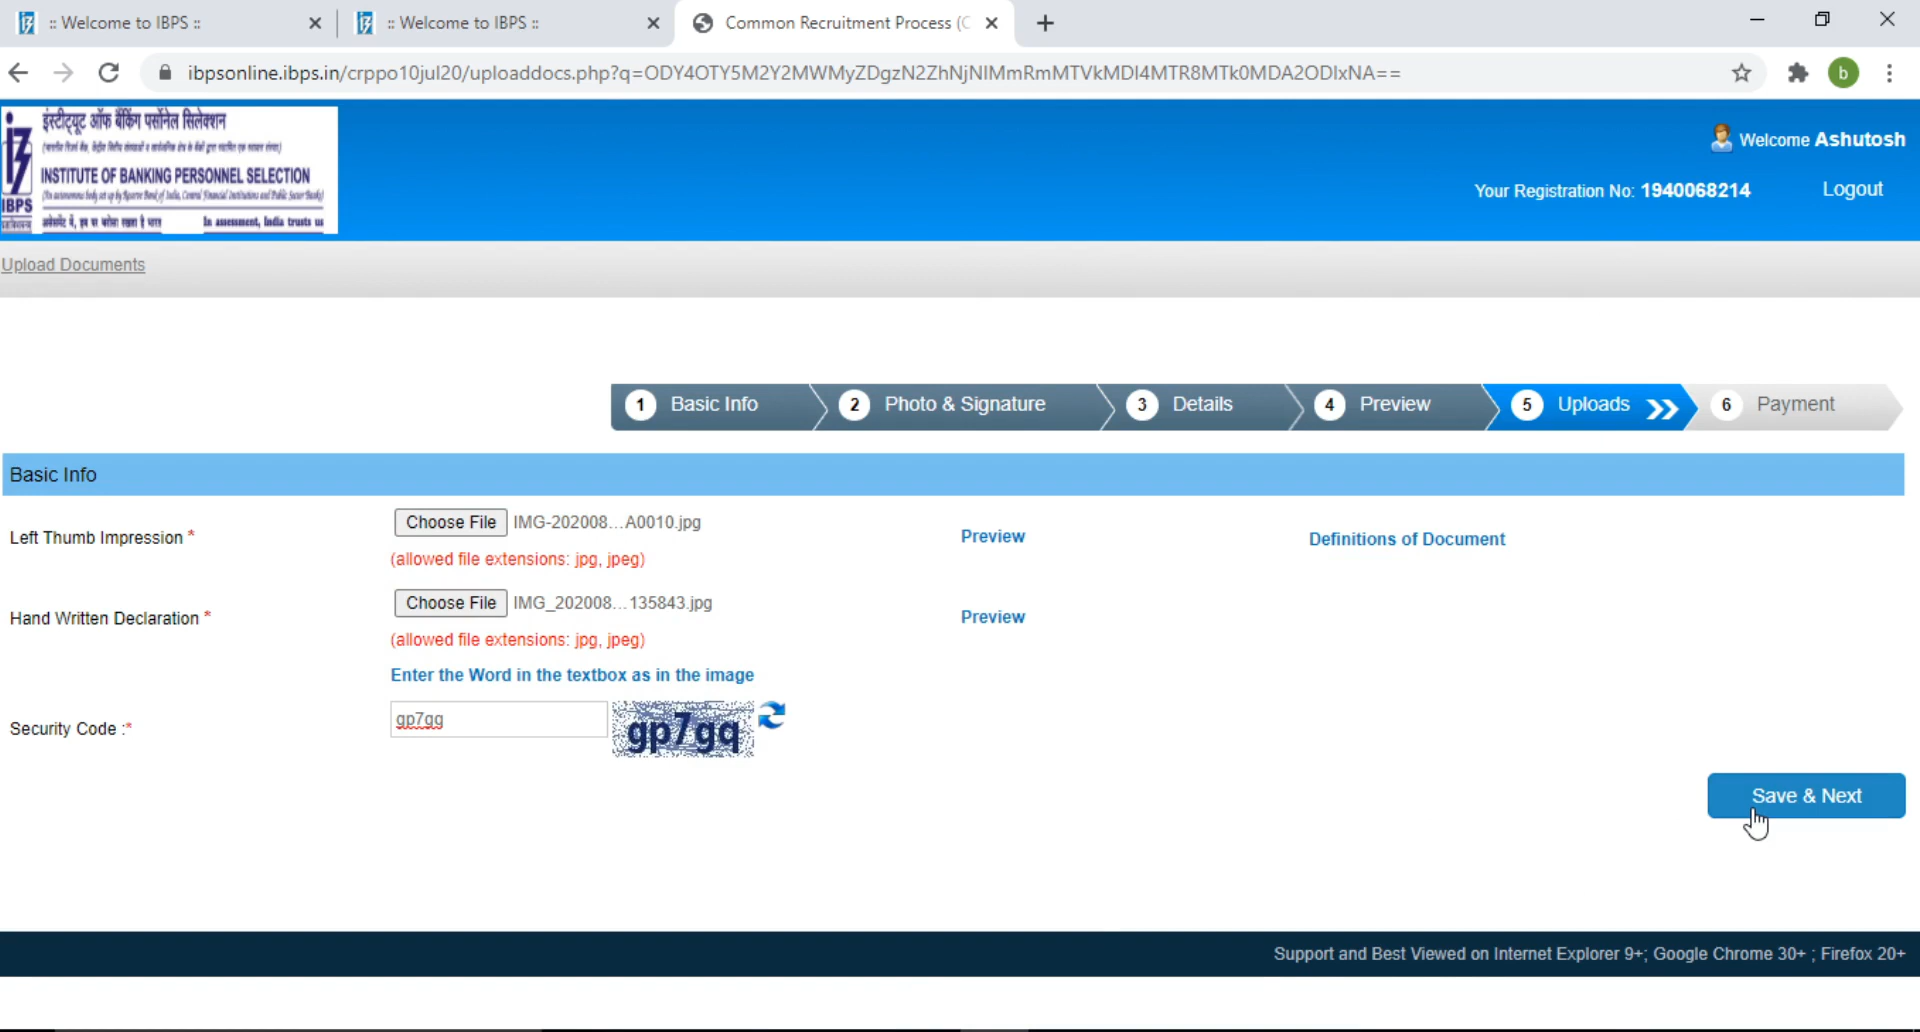 :: Welcome to IBPS ::
:: Welcome to IBPS ::
Common Recruitment Process (C
ibpsonline.ibps.in/crppo10jul20/uploaddocs.php?q=ODY4OTY5M2Y2MWMyZDgzN2ZhNjNlMmRmMTVkMDI4MTR8MTk0MDA2ODIxNA==
b
इंस्टीट्यूट ऑफ बैंकिंग पर्सोनेल सिलेक्शन
INSTITUTE OF BANKING PERSONNEL SELECTION
IBPS
In assessment, India trusts us
Welcome Ashutosh
Your Registration No: 1940068214
Logout
Upload Documents
1 Basic Info
2 Photo & Signature
3 Details
4 Preview
5 Uploads
6 Payment
Basic Info
Left Thumb Impression *
Choose File IMG-202008...A0010.jpg
Preview
Definitions of Document
(allowed file extensions: jpg, jpeg)
Hand Written Declaration *
Choose File IMG_202008...135843.jpg
Preview
(allowed file extensions: jpg, jpeg)
Enter the Word in the textbox as in the image
Security Code :*
gp7gq
gp7gq
Save & Next
Support and Best Viewed on Internet Explorer 9+; Google Chrome 30+ ; Firefox 20+